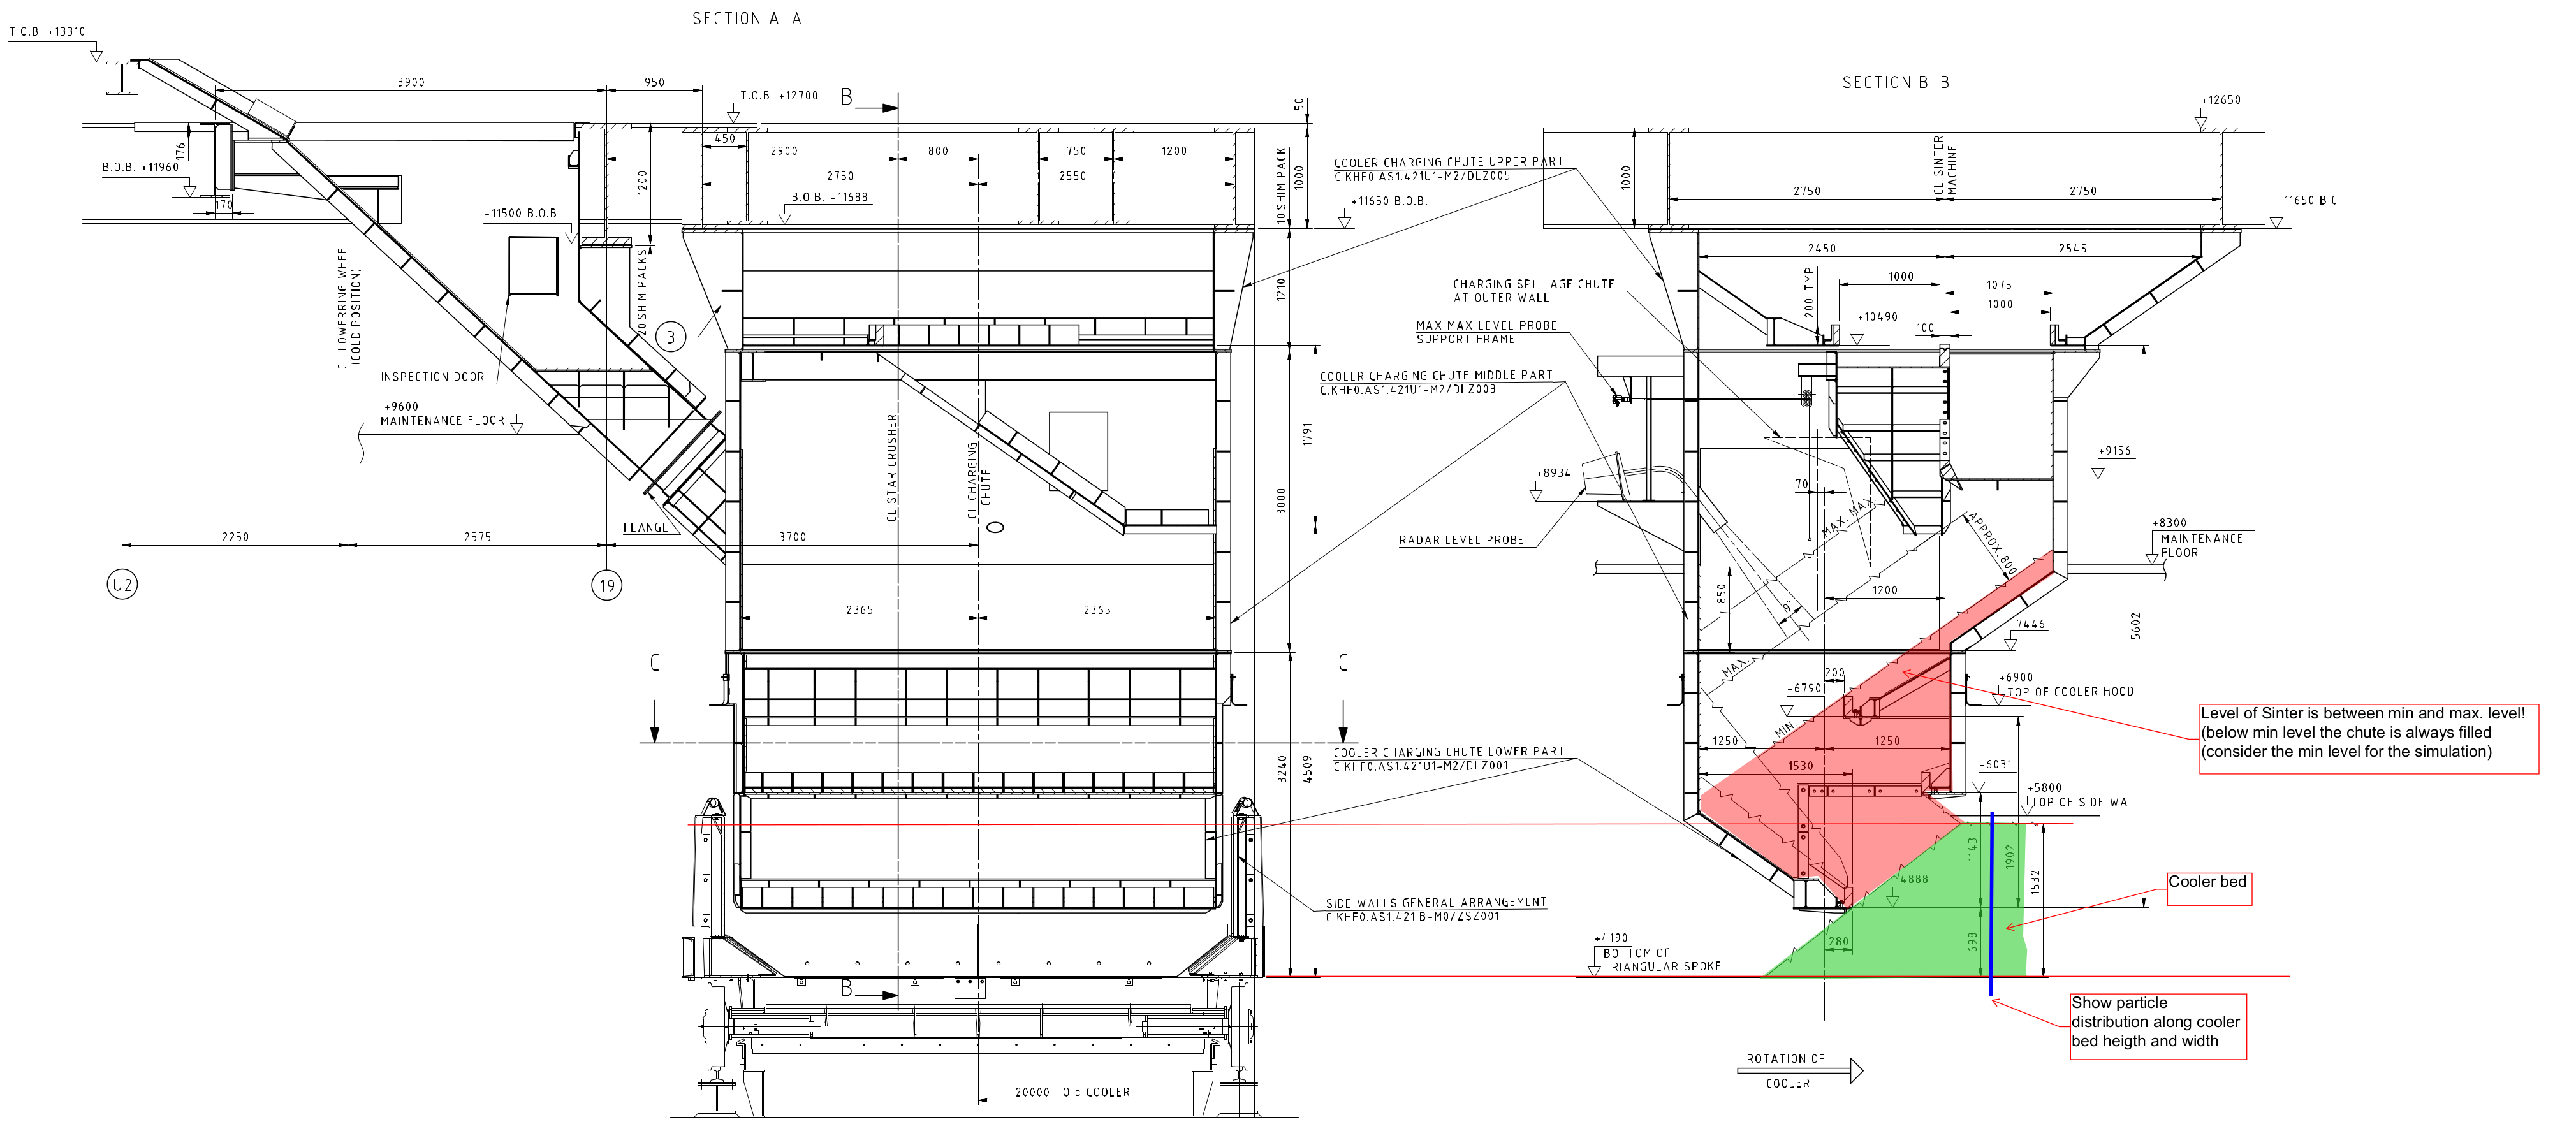 SECTION A-A
T.O.B. +13310
3900
950
T.O.B. +12700
B
50
450
2900
800
750
1200
176
B.O.B. +11960
170
1200
2750
2550
B.O.B. +11688
10SHIM PACK
1000
+11500 B.O.B.
+11650 B.O.B.
CL LOWERRING WHEEL
(COLD POSITION)
20SHIM PACKS
3
1210
INSPECTION DOOR
+9600
MAINTENANCE FLOOR
CL STAR CRUSHER
CL CHARGING
CHUTE
1791
3000
FLANGE
2250
2575
3700
U2
19
2365
2365
C
C
3240
4509
B
20000 TO ℄ COOLER
COOLER CHARGING CHUTE UPPER PART
C.KHF0.AS1.421U1-M2/DLZ005
CHARGING SPILLAGE CHUTE
AT OUTER WALL
MAX MAX LEVEL PROBE
SUPPORT FRAME
COOLER CHARGING CHUTE MIDDLE PART
C.KHF0.AS1.421U1-M2/DLZ003
RADAR LEVEL PROBE
COOLER CHARGING CHUTE LOWER PART
C.KHF0.AS1.421U1-M2/DLZ001
SIDE WALLS GENERAL ARRANGEMENT
C.KHF0.AS1.421.B-M0/ZSZ001
SECTION B-B
+12650
1000
CL SINTER
MACHINE
2750
2750
+11650 B.O
2450
2545
200 TYP
1000
1075
1000
+10490
100
+9156
+8934
70
MAX. MAX.
APPROX.800
+8300
MAINTENANCE
FLOOR
850
1200
8°
+7446
5602
MAX.
200
+6900
TOP OF COOLER HOOD
+6790
MIN.
1250
1250
1530
+6031
+5800
TOP OF SIDE WALL
1143
1902
1532
+4888
698
280
+4190
BOTTOM OF
TRIANGULAR SPOKE
Level of Sinter is between min and max. level!
(below min level the chute is always filled
(consider the min level for the simulation)
Cooler bed
Show particle
distribution along cooler
bed heigth and width
ROTATION OF
COOLER